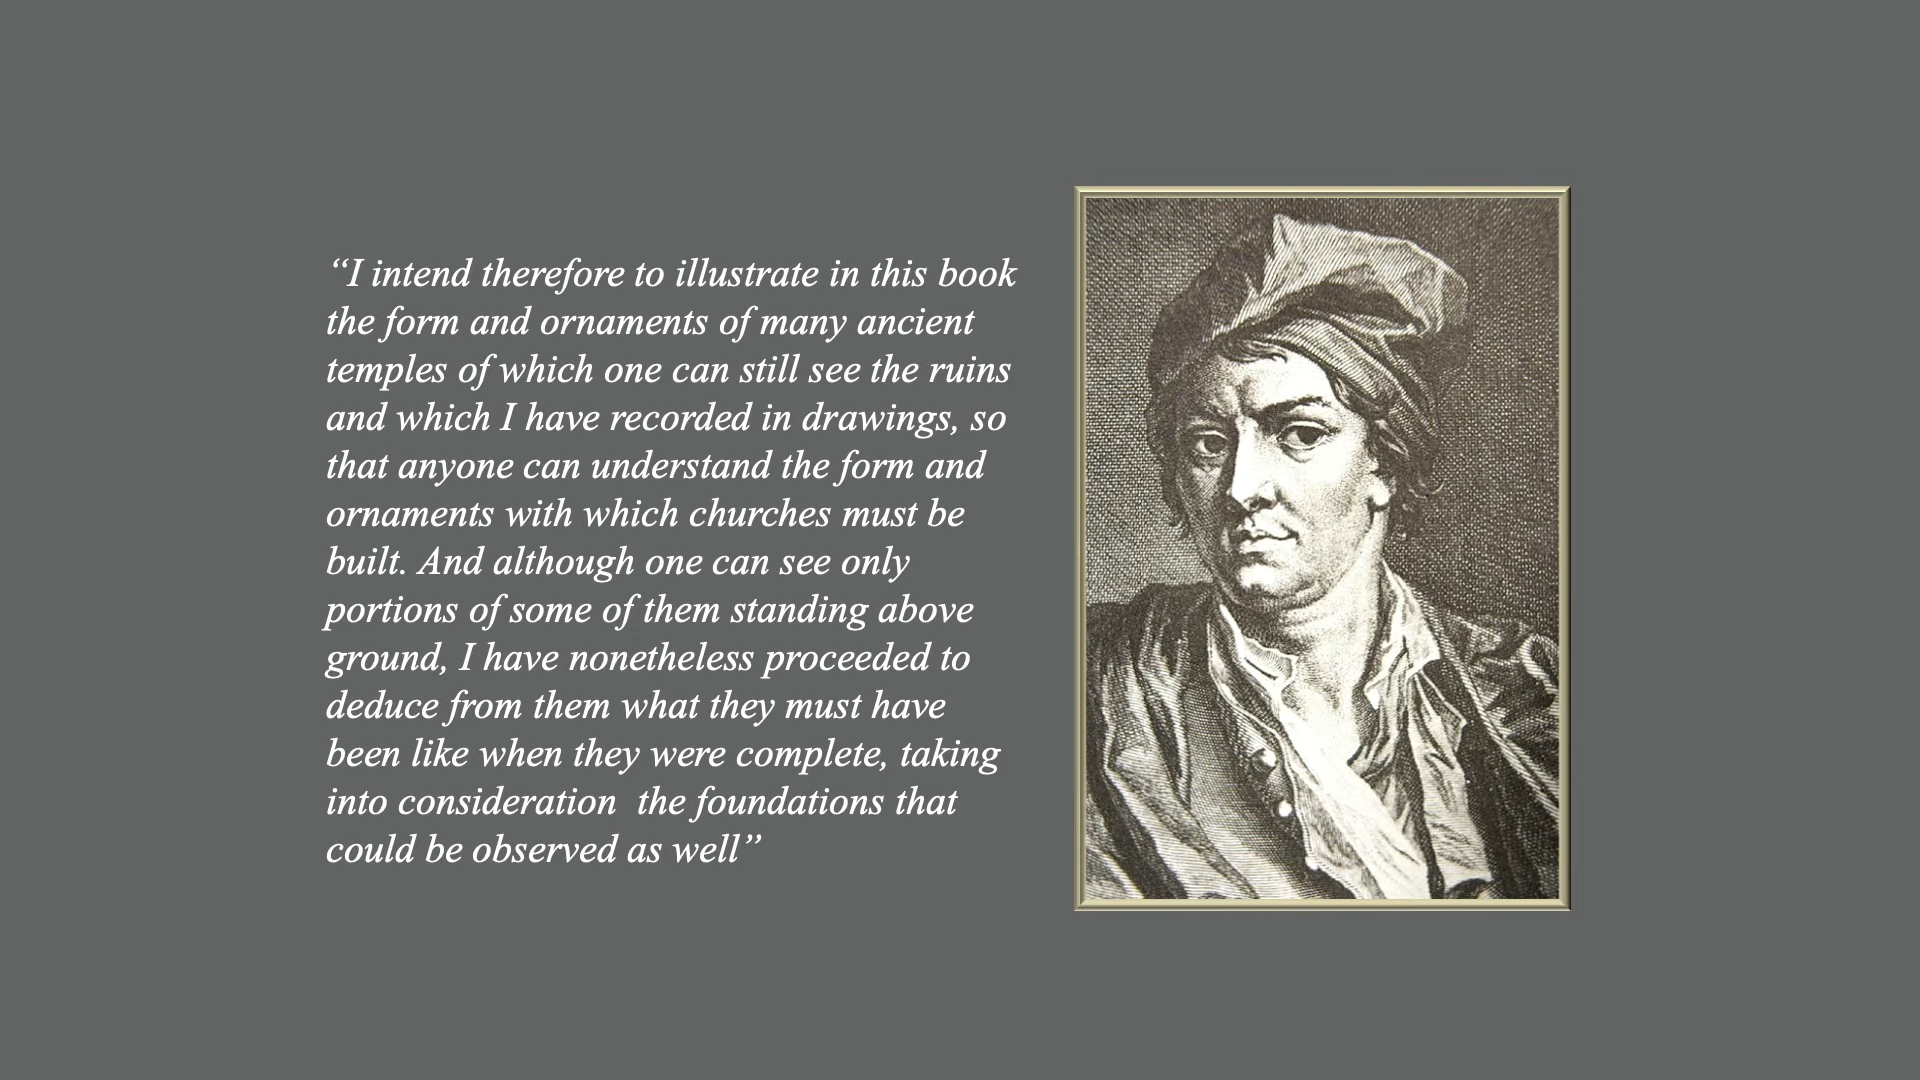 “I intend therefore to illustrate in this book
the form and ornaments of many ancient
temples of which one can still see the ruins
and which I have recorded in drawings, so
that anyone can understand the form and
ornaments with which churches must be
built. And although one can see only
portions of some of them standing above
ground, I have nonetheless proceeded to
deduce from them what they must have
been like when they were complete, taking
into consideration  the foundations that
could be observed as well”